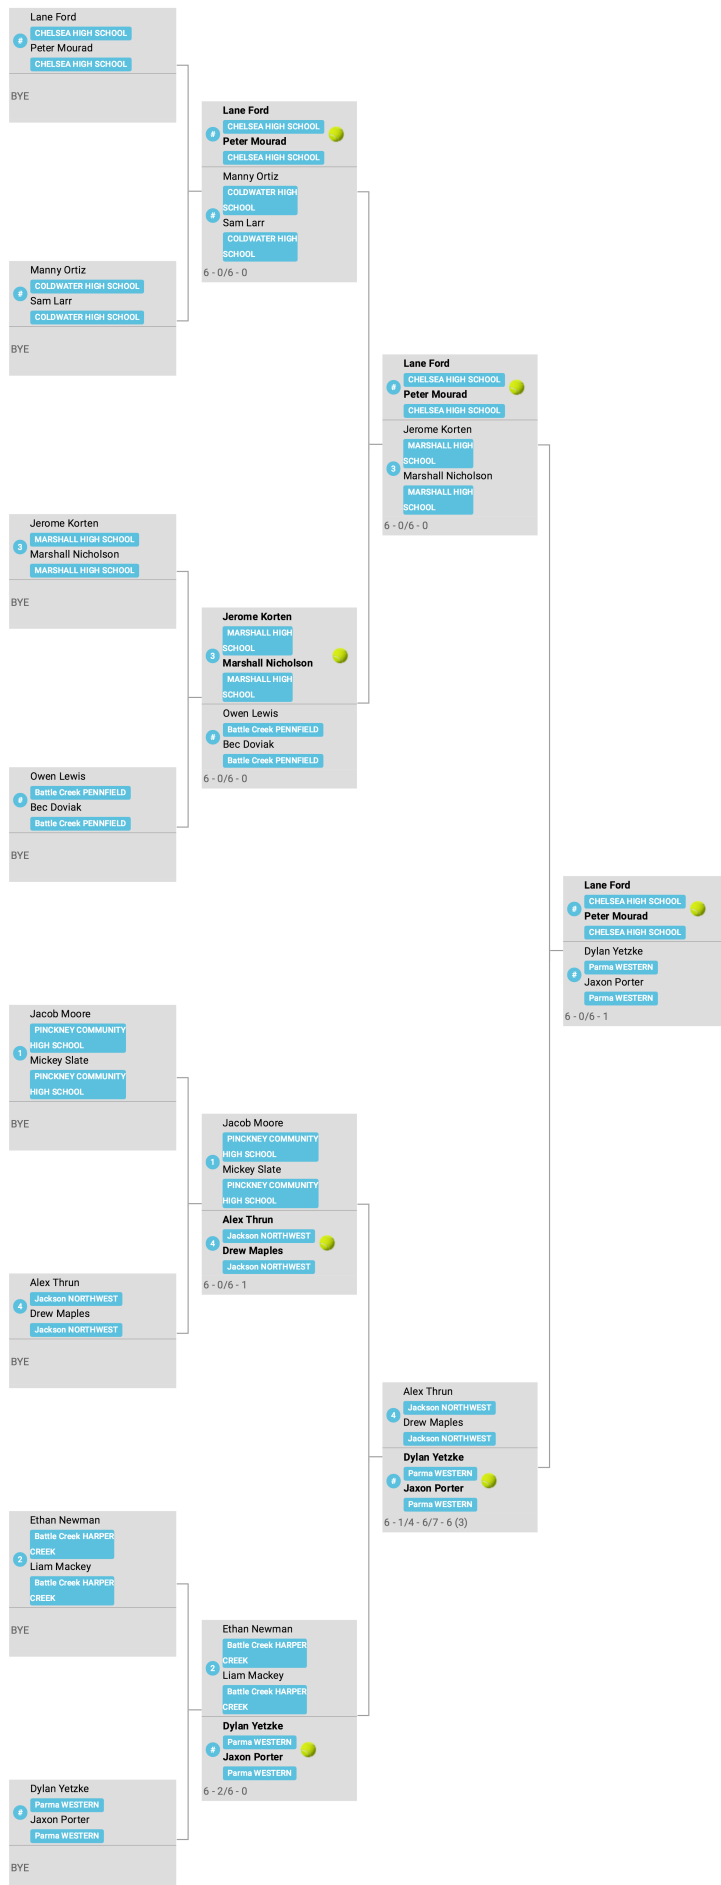 Lane Ford
CHELSEA HIGH SCHOOL
#
Peter Mourad
CHELSEA HIGH SCHOOL
BYE
Lane Ford
CHELSEA HIGH SCHOOL
#
Peter Mourad
CHELSEA HIGH SCHOOL
Manny Ortiz
COLDWATER HIGH
SCHOOL
#
Sam Larr
COLDWATER HIGH
SCHOOL
6 - 0/6 - 0
Manny Ortiz
COLDWATER HIGH SCHOOL
#
Sam Larr
COLDWATER HIGH SCHOOL
BYE
Lane Ford
CHELSEA HIGH SCHOOL
#
Peter Mourad
CHELSEA HIGH SCHOOL
Jerome Korten
MARSHALL HIGH
SCHOOL
3
Marshall Nicholson
MARSHALL HIGH
SCHOOL
6 - 0/6 - 0
Jerome Korten
MARSHALL HIGH SCHOOL
3
Marshall Nicholson
MARSHALL HIGH SCHOOL
BYE
Jerome Korten
MARSHALL HIGH
SCHOOL
3
Marshall Nicholson
MARSHALL HIGH
SCHOOL
Owen Lewis
Battle Creek PENNFIELD
#
Bec Doviak
Battle Creek PENNFIELD
6 - 0/6 - 0
Owen Lewis
Battle Creek PENNFIELD
#
Bec Doviak
Battle Creek PENNFIELD
BYE
Lane Ford
CHELSEA HIGH SCHOOL
#
Peter Mourad
CHELSEA HIGH SCHOOL
Dylan Yetzke
Parma WESTERN
#
Jaxon Porter
Parma WESTERN
6 - 0/6 - 1
Jacob Moore
PINCKNEY COMMUNITY
HIGH SCHOOL
1
Mickey Slate
PINCKNEY COMMUNITY
HIGH SCHOOL
BYE
Jacob Moore
PINCKNEY COMMUNITY
HIGH SCHOOL
1
Mickey Slate
PINCKNEY COMMUNITY
HIGH SCHOOL
Alex Thrun
Jackson NORTHWEST
4
Drew Maples
Jackson NORTHWEST
6 - 0/6 - 1
Alex Thrun
Jackson NORTHWEST
4
Drew Maples
Jackson NORTHWEST
BYE
Alex Thrun
Jackson NORTHWEST
4
Drew Maples
Jackson NORTHWEST
Dylan Yetzke
Parma WESTERN
#
Jaxon Porter
Parma WESTERN
6 - 1/4 - 6/7 - 6 (3)
Ethan Newman
Battle Creek HARPER
CREEK
2
Liam Mackey
Battle Creek HARPER
CREEK
BYE
Ethan Newman
Battle Creek HARPER
CREEK
2
Liam Mackey
Battle Creek HARPER
CREEK
Dylan Yetzke
Parma WESTERN
#
Jaxon Porter
Parma WESTERN
6 - 2/6 - 0
Dylan Yetzke
Parma WESTERN
#
Jaxon Porter
Parma WESTERN
BYE